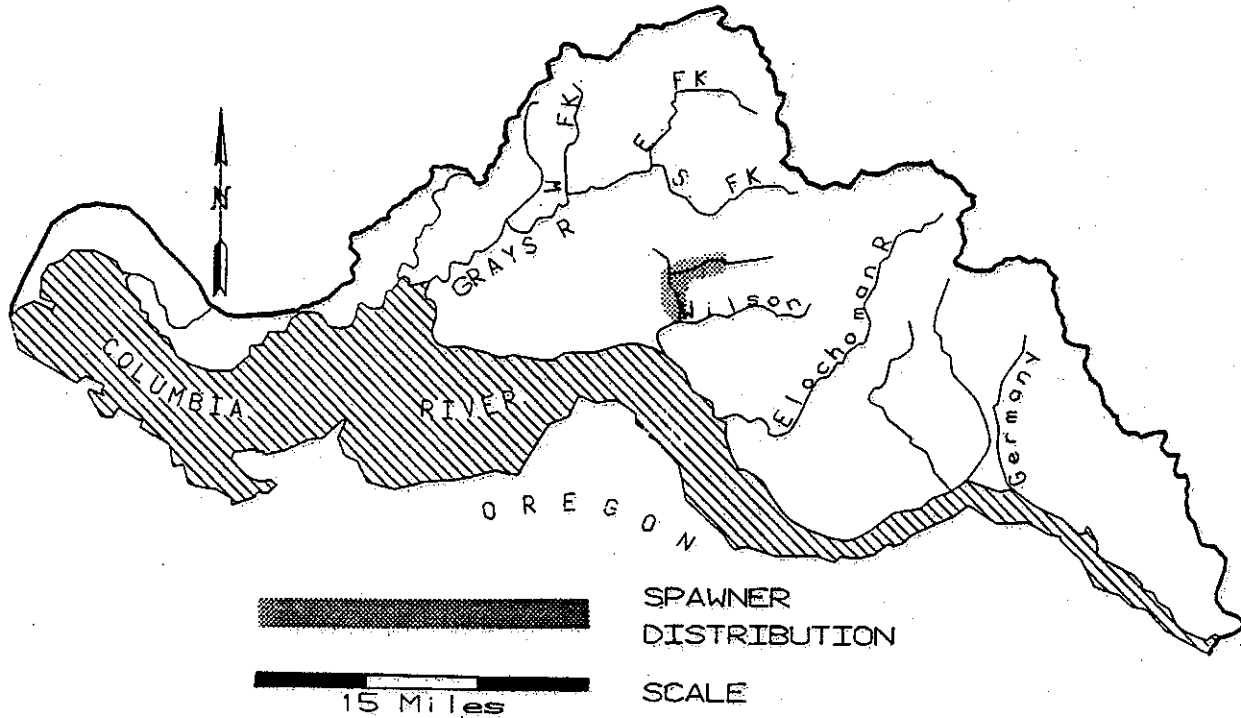 FK
FK
E
S
FK
W
N
GRAYS R
Wilson
Elochoman R
Germany
COLUMBIA
RIVER
OREGON
SPAWNER
DISTRIBUTION
15 Miles
SCALE